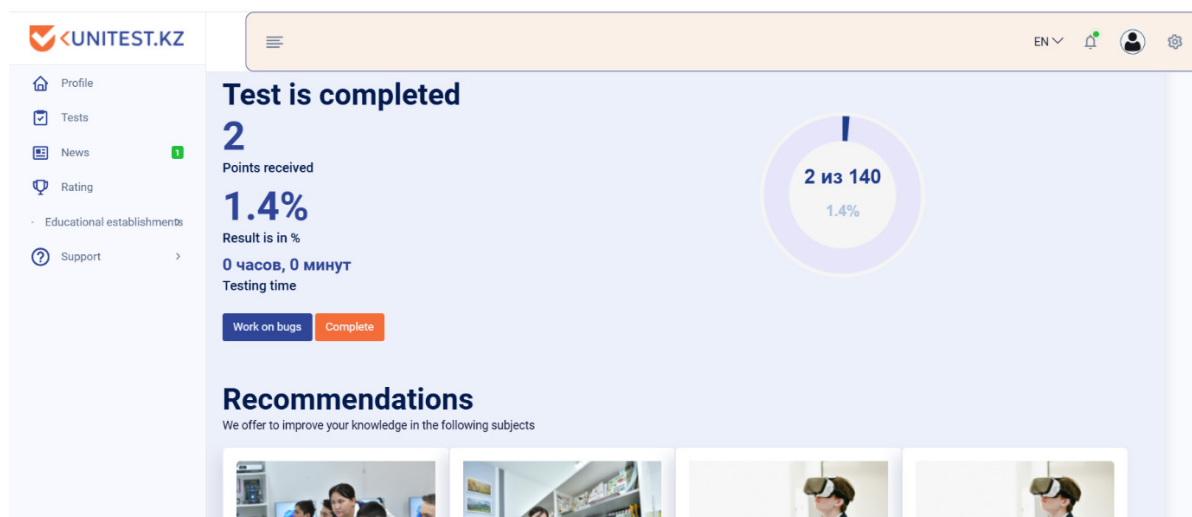 UNITEST.KZ
EN
Profile
Tests
News 1
Rating
Educational establishments
Support
Test is completed
2
Points received
1.4%
Result is in %
0 часов, 0 минут
Testing time
Work on bugs Complete
2 из 140
1.4%
Recommendations
We offer to improve your knowledge in the following subjects